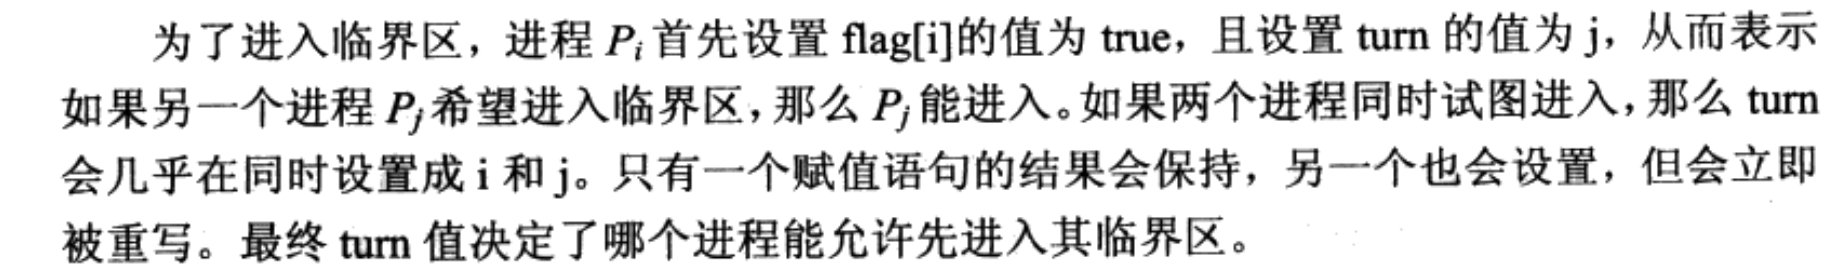 为了进入临界区，进程 Pi 首先设置 flag[i]的值为 true，且设置 turn 的值为 j，从而表示
如果另一个进程 Pj 希望进入临界区，那么 Pj 能进入。如果两个进程同时试图进入，那么 turn
会几乎在同时设置成 i 和 j。只有一个赋值语句的结果会保持，另一个也会设置，但会立即
被重写。最终 turn 值决定了哪个进程能允许先进入其临界区。